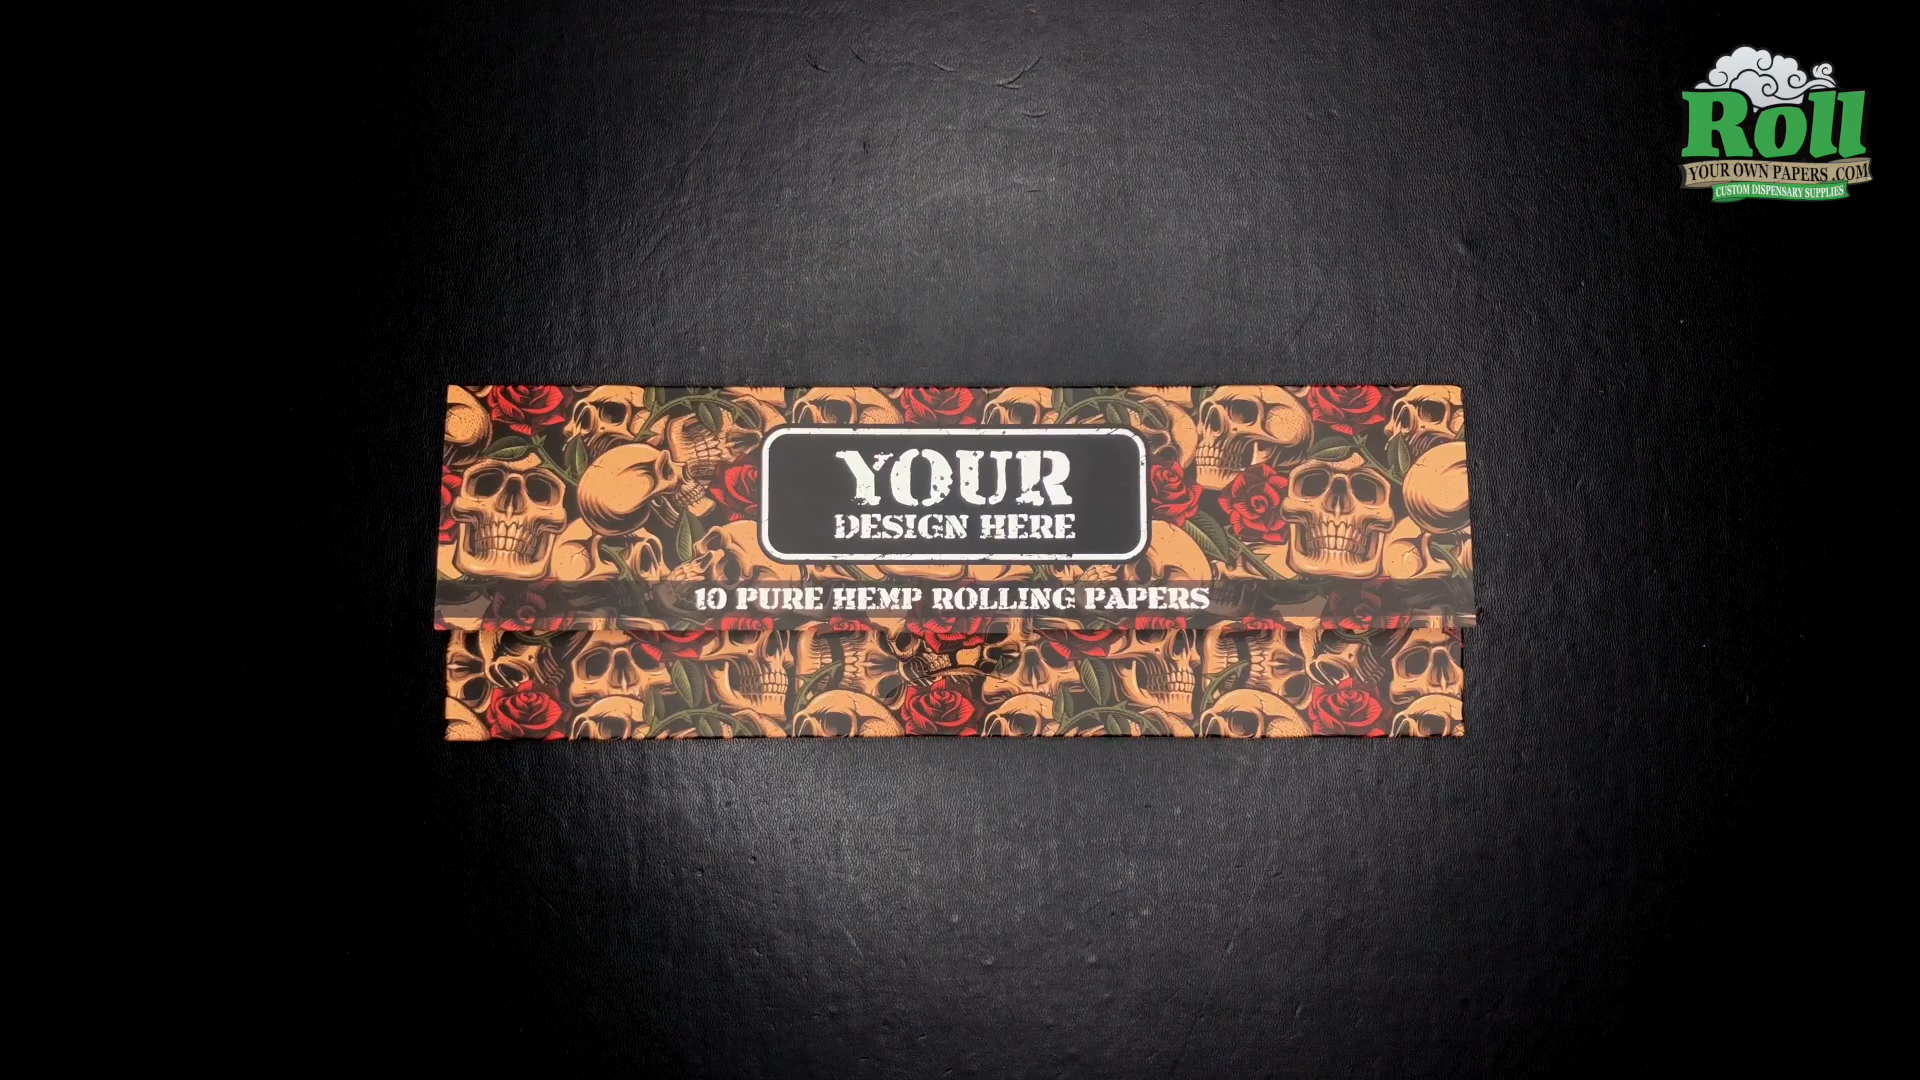 Roll
YOUR OWN PAPERS .COM
CUSTOM DISPENSARY SUPPLIES
YOUR
DESIGN HERE
10 PURE HEMP ROLLING PAPERS